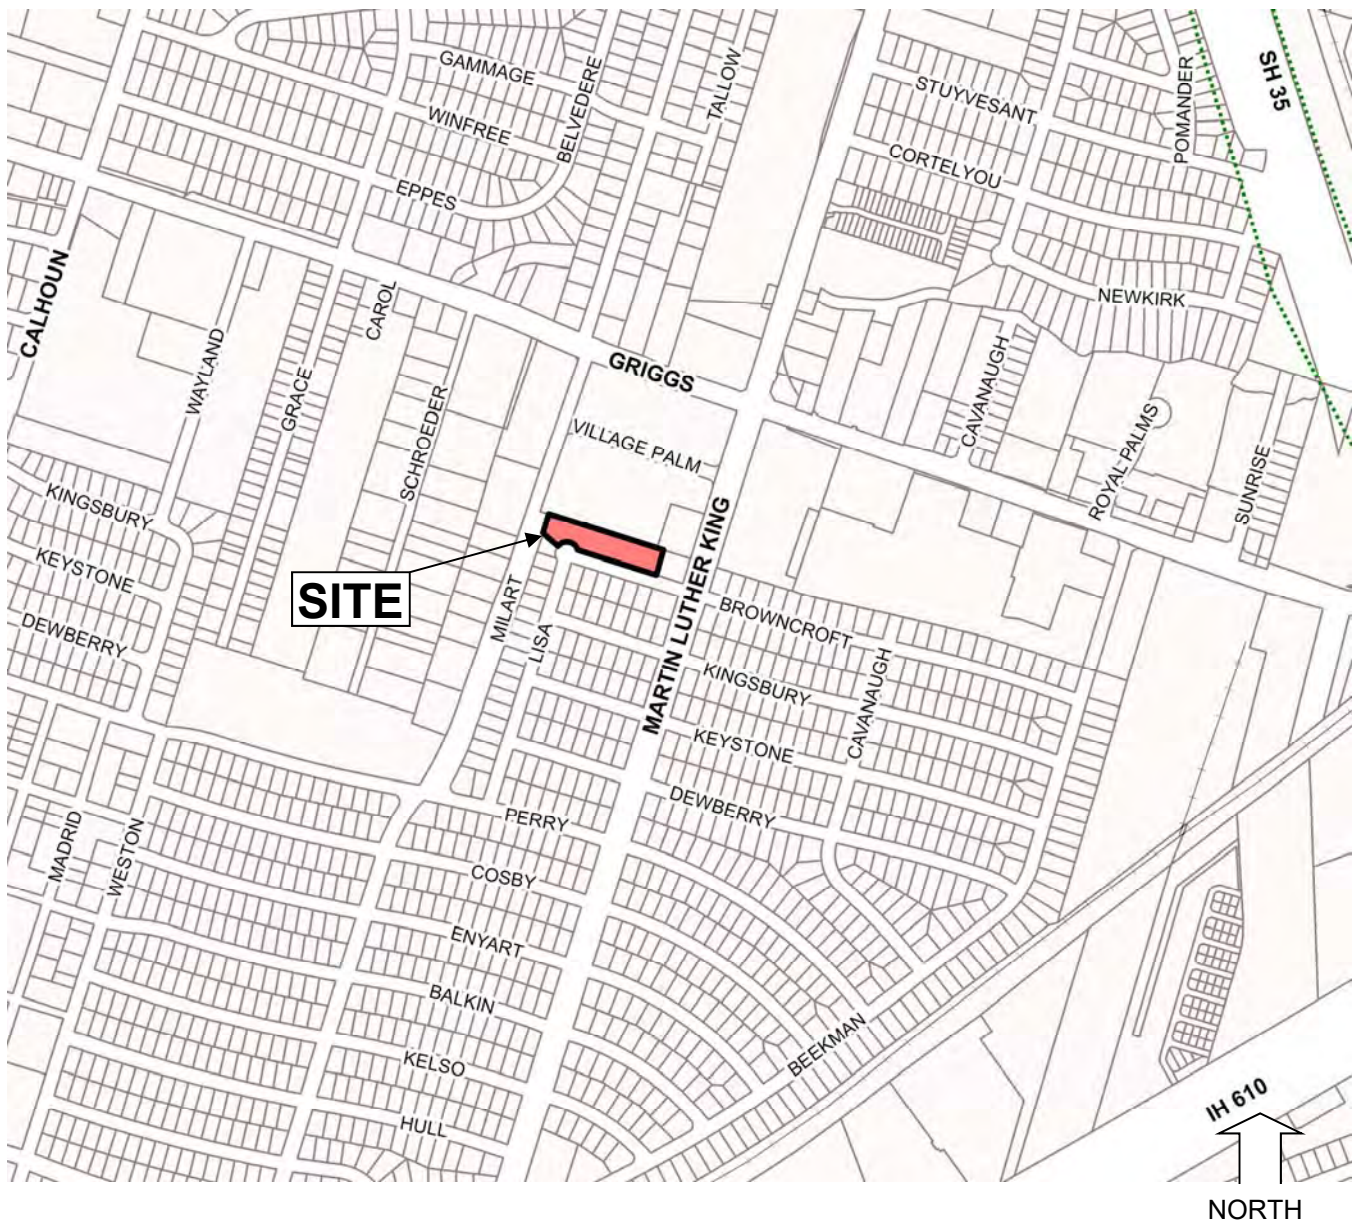 GAMMAGE
WINFREE
EPPES
BELVEDERE
TALLOW
STUYVESANT
CORTELYOU
POMANDER
SH 35
NEWKIRK
CALHOUN
WAYLAND
GRACE
CAROL
SCHROEDER
GRIGGS
VILLAGE PALM
CAVANAUGH
ROYAL PALMS
SUNRISE
KINGSBURY
KEYSTONE
DEWBERRY
SITE
MILART
LISA
MARTIN LUTHER KING
BROWNCROFT
KINGSBURY
CAVANAUGH
KEYSTONE
DEWBERRY
MADRID
WESTON
PERRY
COSBY
ENYART
BALKIN
KELSO
HULL
BEEKMAN
IH 610
NORTH